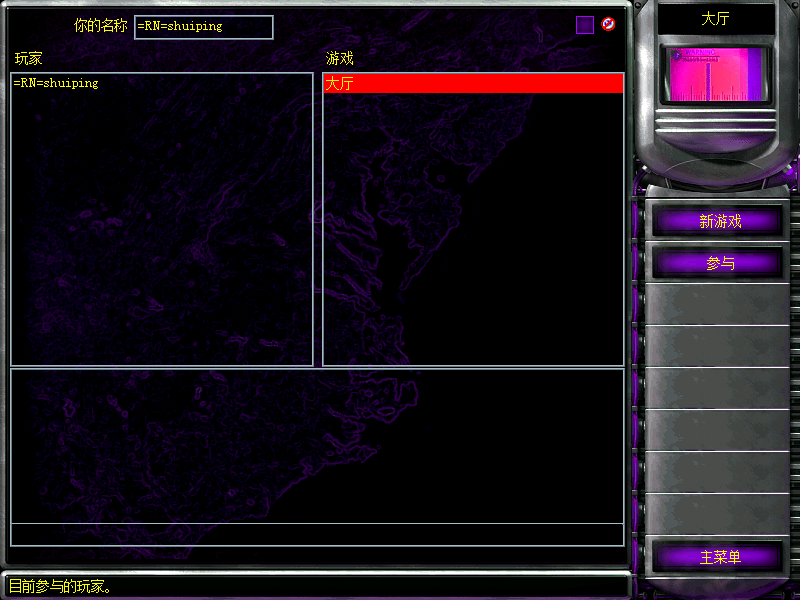 你的名称 =RN=shuiping
大厅
玩家
游戏
=RN=shuiping
大厅
新游戏
参与
主菜单
目前参与的玩家。